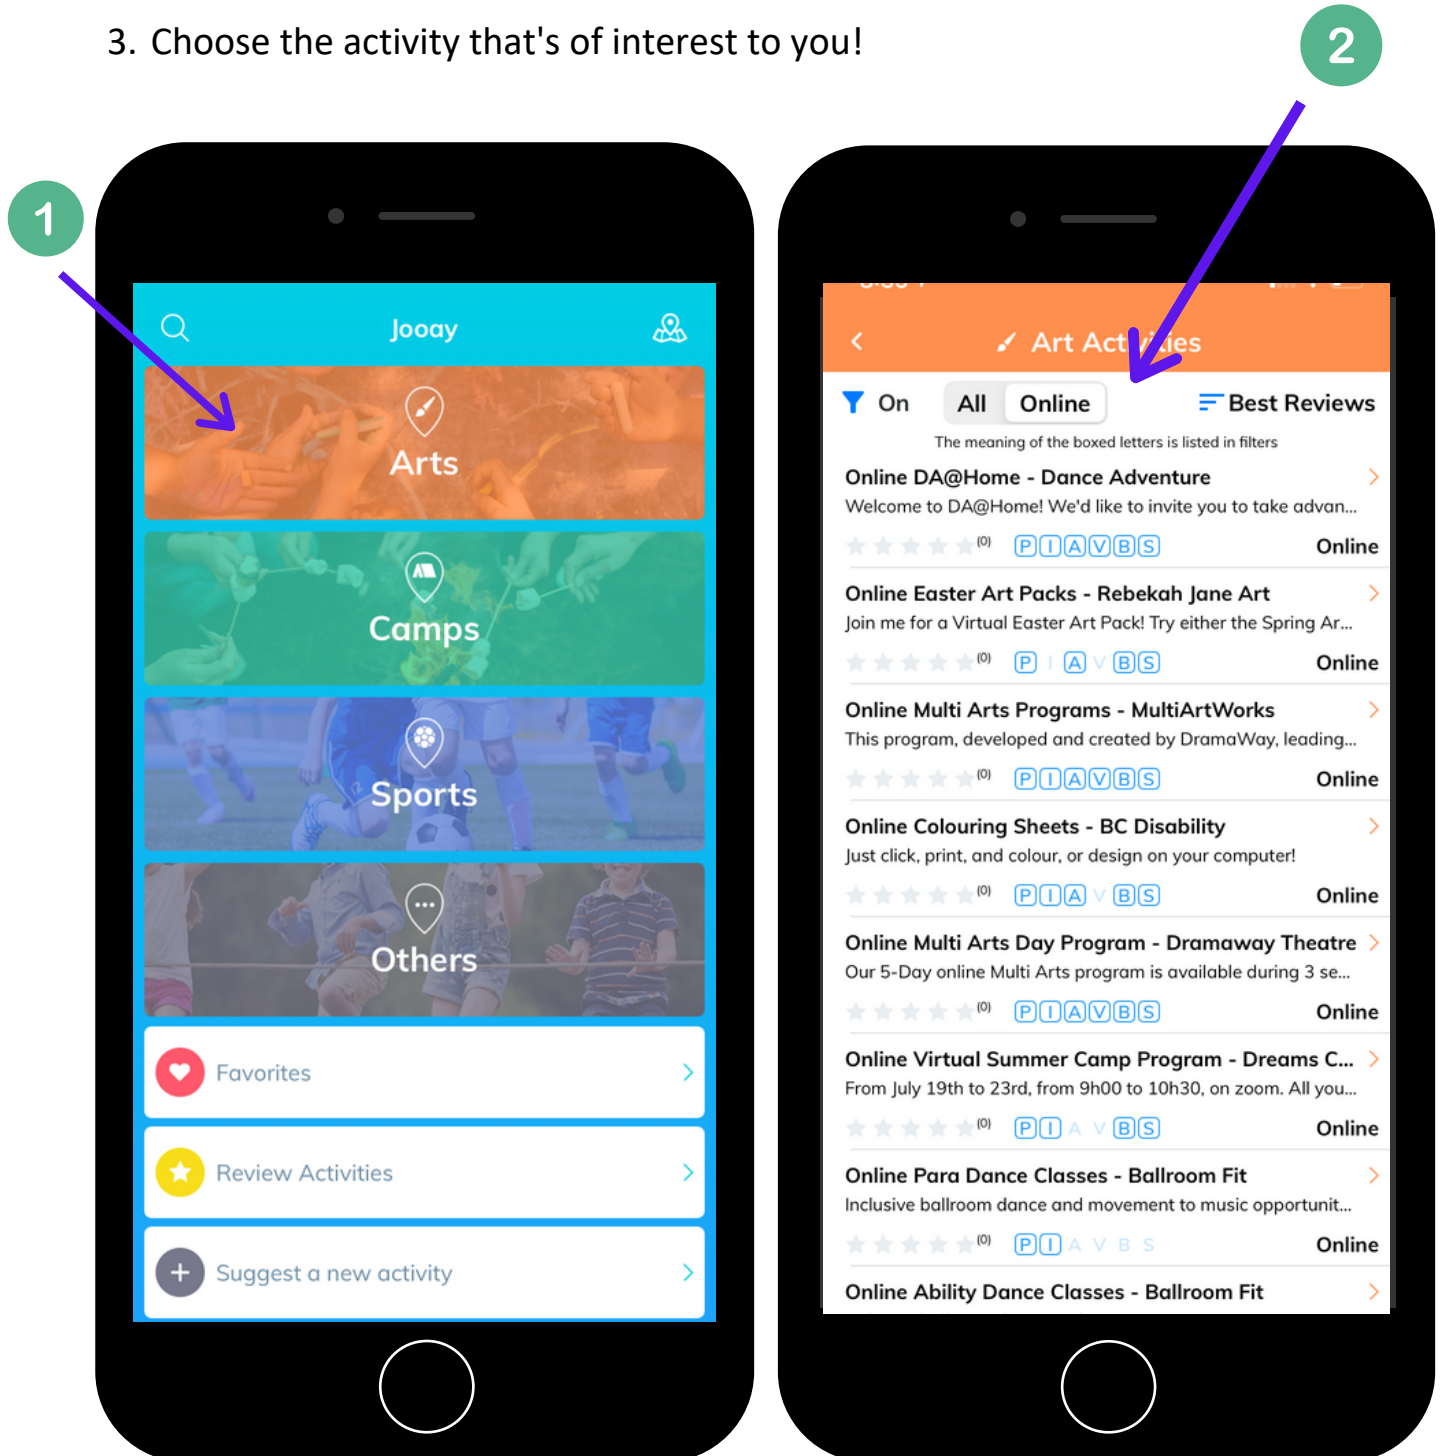 3. Choose the activity that's of interest to you!
2
1
Jooay
Arts
Camps
Sports
Others
Favorites
Review Activities
Suggest a new activity
Art Activities
On All Online Best Reviews
The meaning of the boxed letters is listed in filters
Online DA@Home - Dance Adventure
Welcome to DA@Home! We'd like to invite you to take advan...
(0) P I A V B S Online
Online Easter Art Packs - Rebekah Jane Art
Join me for a Virtual Easter Art Pack! Try either the Spring Ar...
(0) P I A V B S Online
Online Multi Arts Programs - MultiArtWorks
This program, developed and created by DramaWay, leading...
(0) P I A V B S Online
Online Colouring Sheets - BC Disability
Just click, print, and colour, or design on your computer!
(0) P I A V B S Online
Online Multi Arts Day Program - Dramaway Theatre
Our 5-Day online Multi Arts program is available during 3 se...
(0) P I A V B S Online
Online Virtual Summer Camp Program - Dreams C...
From July 19th to 23rd, from 9h00 to 10h30, on zoom. All you...
(0) P I A V B S Online
Online Para Dance Classes - Ballroom Fit
Inclusive ballroom dance and movement to music opportunit...
(0) P I A V B S Online
Online Ability Dance Classes - Ballroom Fit